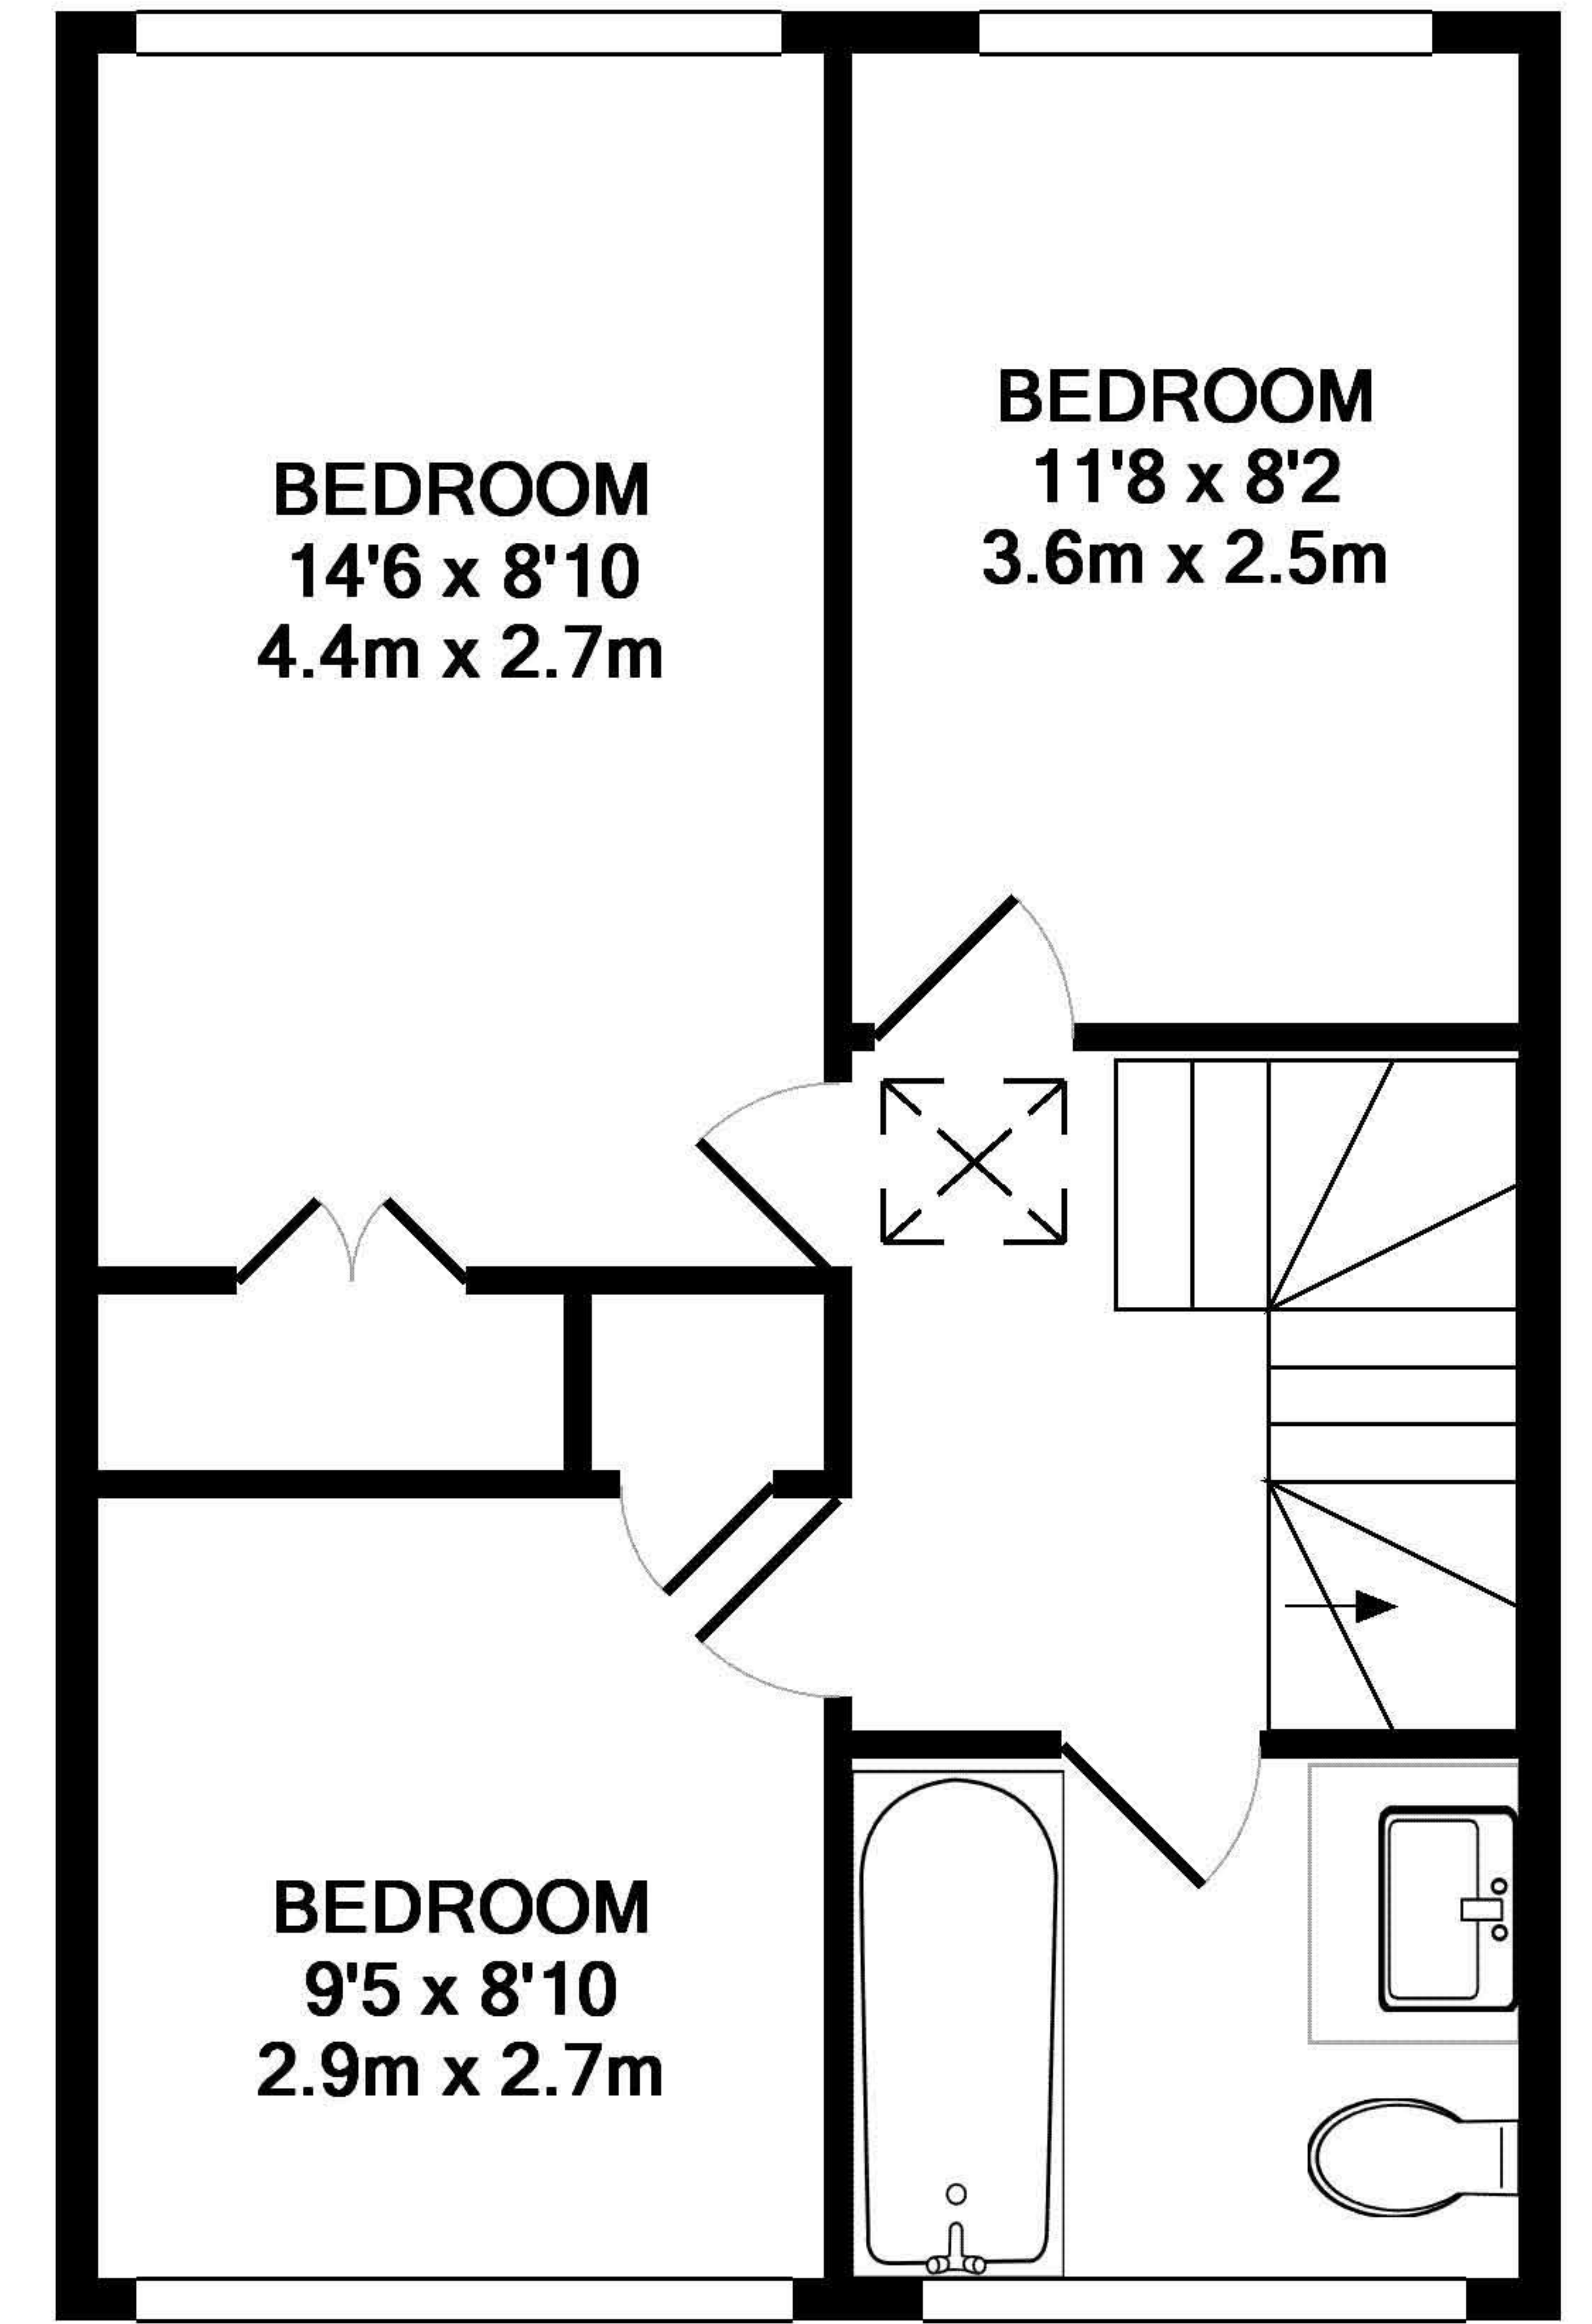 BEDROOM
14'6 x 8'10
4.4m x 2.7m
BEDROOM
11'8 x 8'2
3.6m x 2.5m
BEDROOM
9'5 x 8'10
2.9m x 2.7m